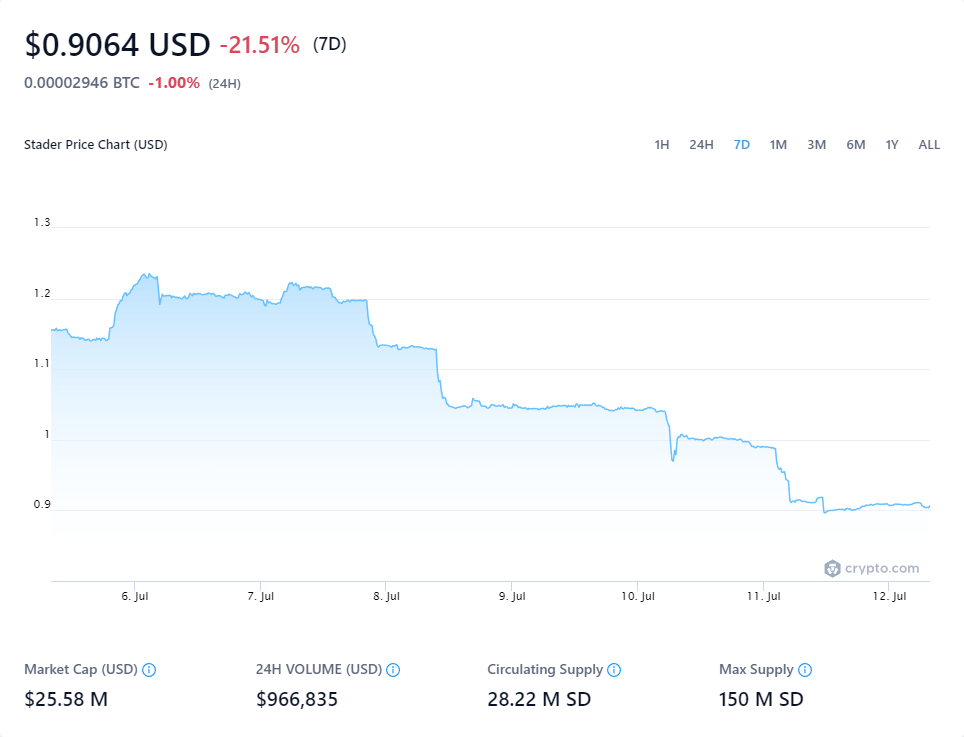 $0.9064 USD -21.51% (7D)
0.00002946 BTC -1.00% (24H)
Stader Price Chart (USD) 1H 24H 7D 1M 3M 6M 1Y ALL
1.3
1.2
1.1
1
0.9
crypto.com
6. Jul 7. Jul 8. Jul 9. Jul 10. Jul 11. Jul 12. Jul
Market Cap (USD) 24H VOLUME (USD) Circulating Supply Max Supply
$25.58 M $966,835 28.22 M SD 150 M SD